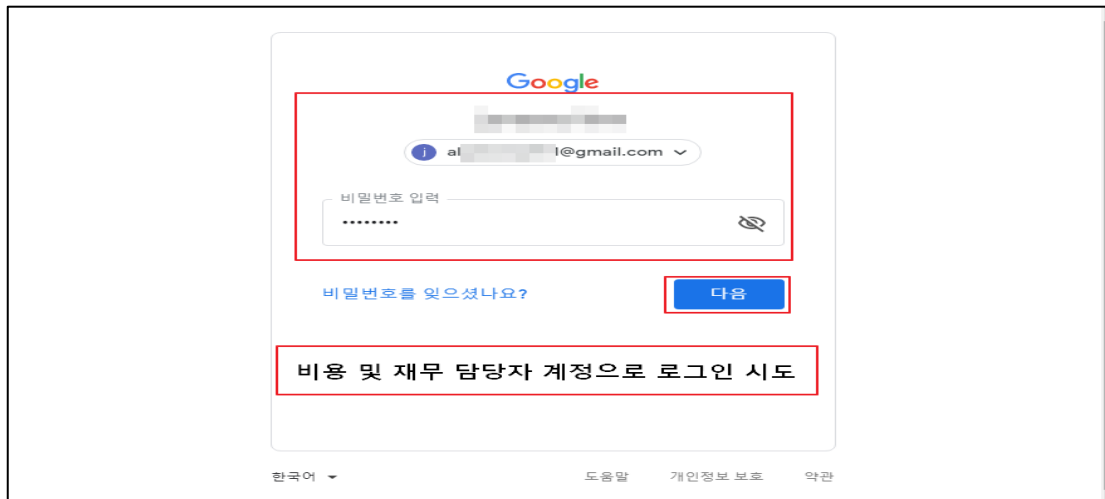 Google
j al l@gmail.com
비밀번호 입력
••••••••
비밀번호를 잊으셨나요?
다음
비용 및 재무 담당자 계정으로 로그인 시도
한국어
도움말 개인정보 보호 약관